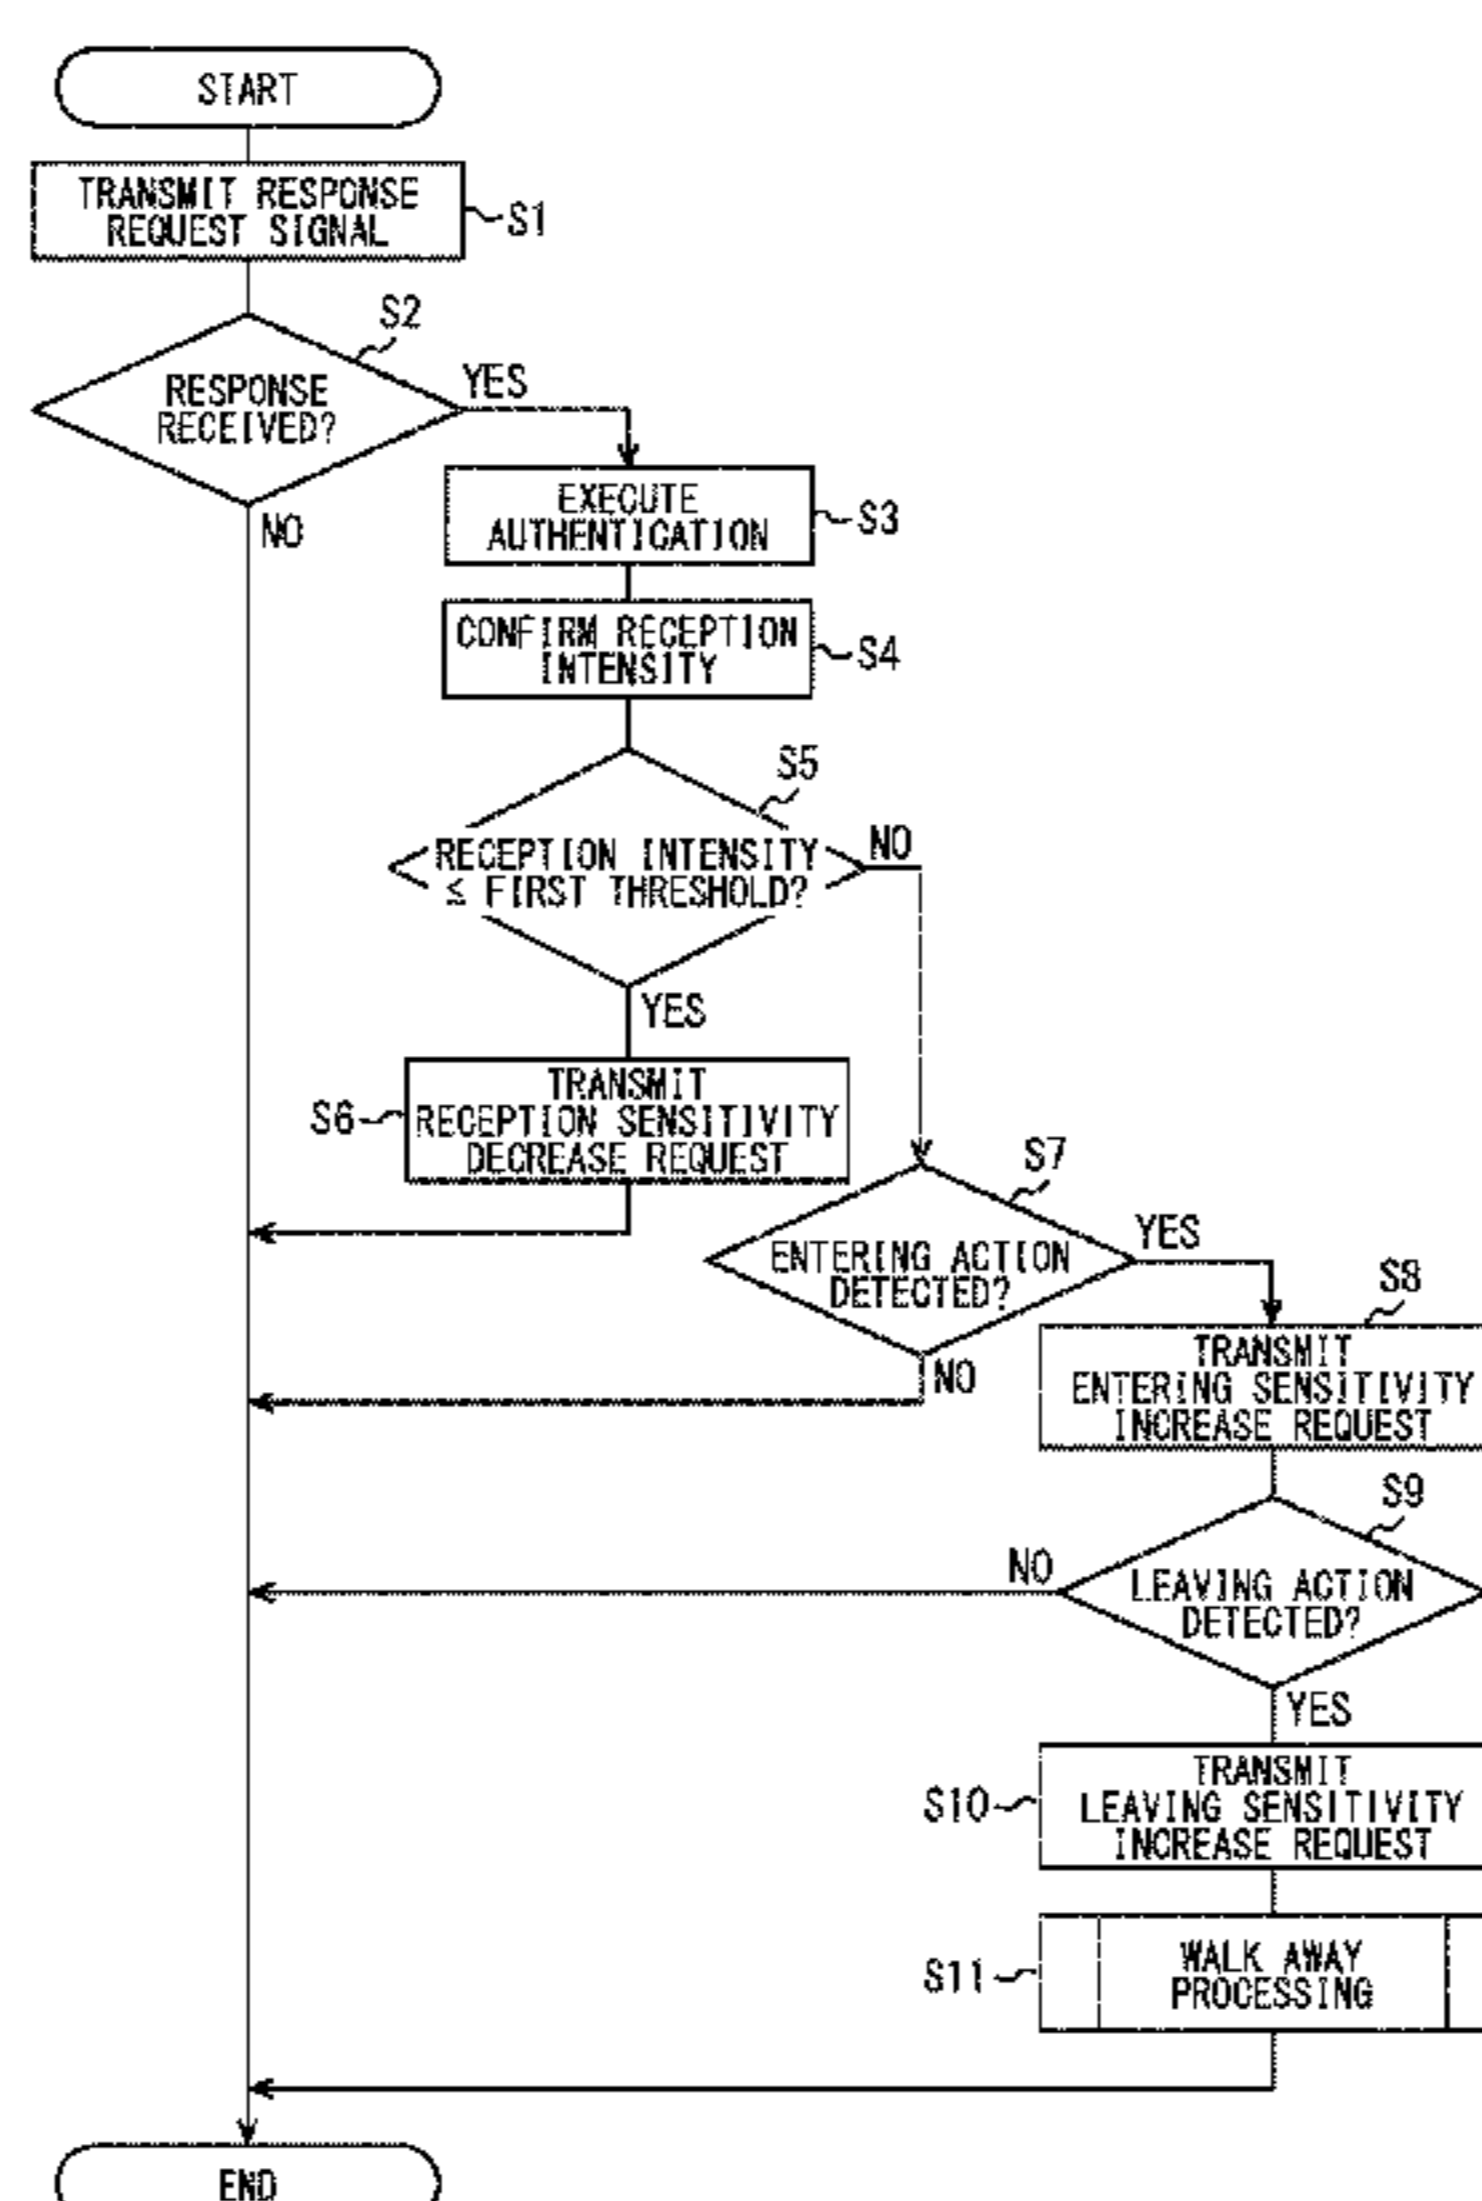 START
TRANSMIT RESPONSE
REQUEST SIGNAL
S1
S2
RESPONSE
RECEIVED?
YES
NO
EXECUTE
AUTHENTICATION
S3
CONFIRM RECEPTION
INTENSITY
S4
S5
RECEPTION INTENSITY
≤ FIRST THRESHOLD?
NO
YES
S6
TRANSMIT
RECEPTION SENSITIVITY
DECREASE REQUEST
S7
ENTERING ACTION
DETECTED?
YES
NO
S8
TRANSMIT
ENTERING SENSITIVITY
INCREASE REQUEST
S9
NO
LEAVING ACTION
DETECTED?
YES
S10
TRANSMIT
LEAVING SENSITIVITY
INCREASE REQUEST
S11
WALK AWAY
PROCESSING
END